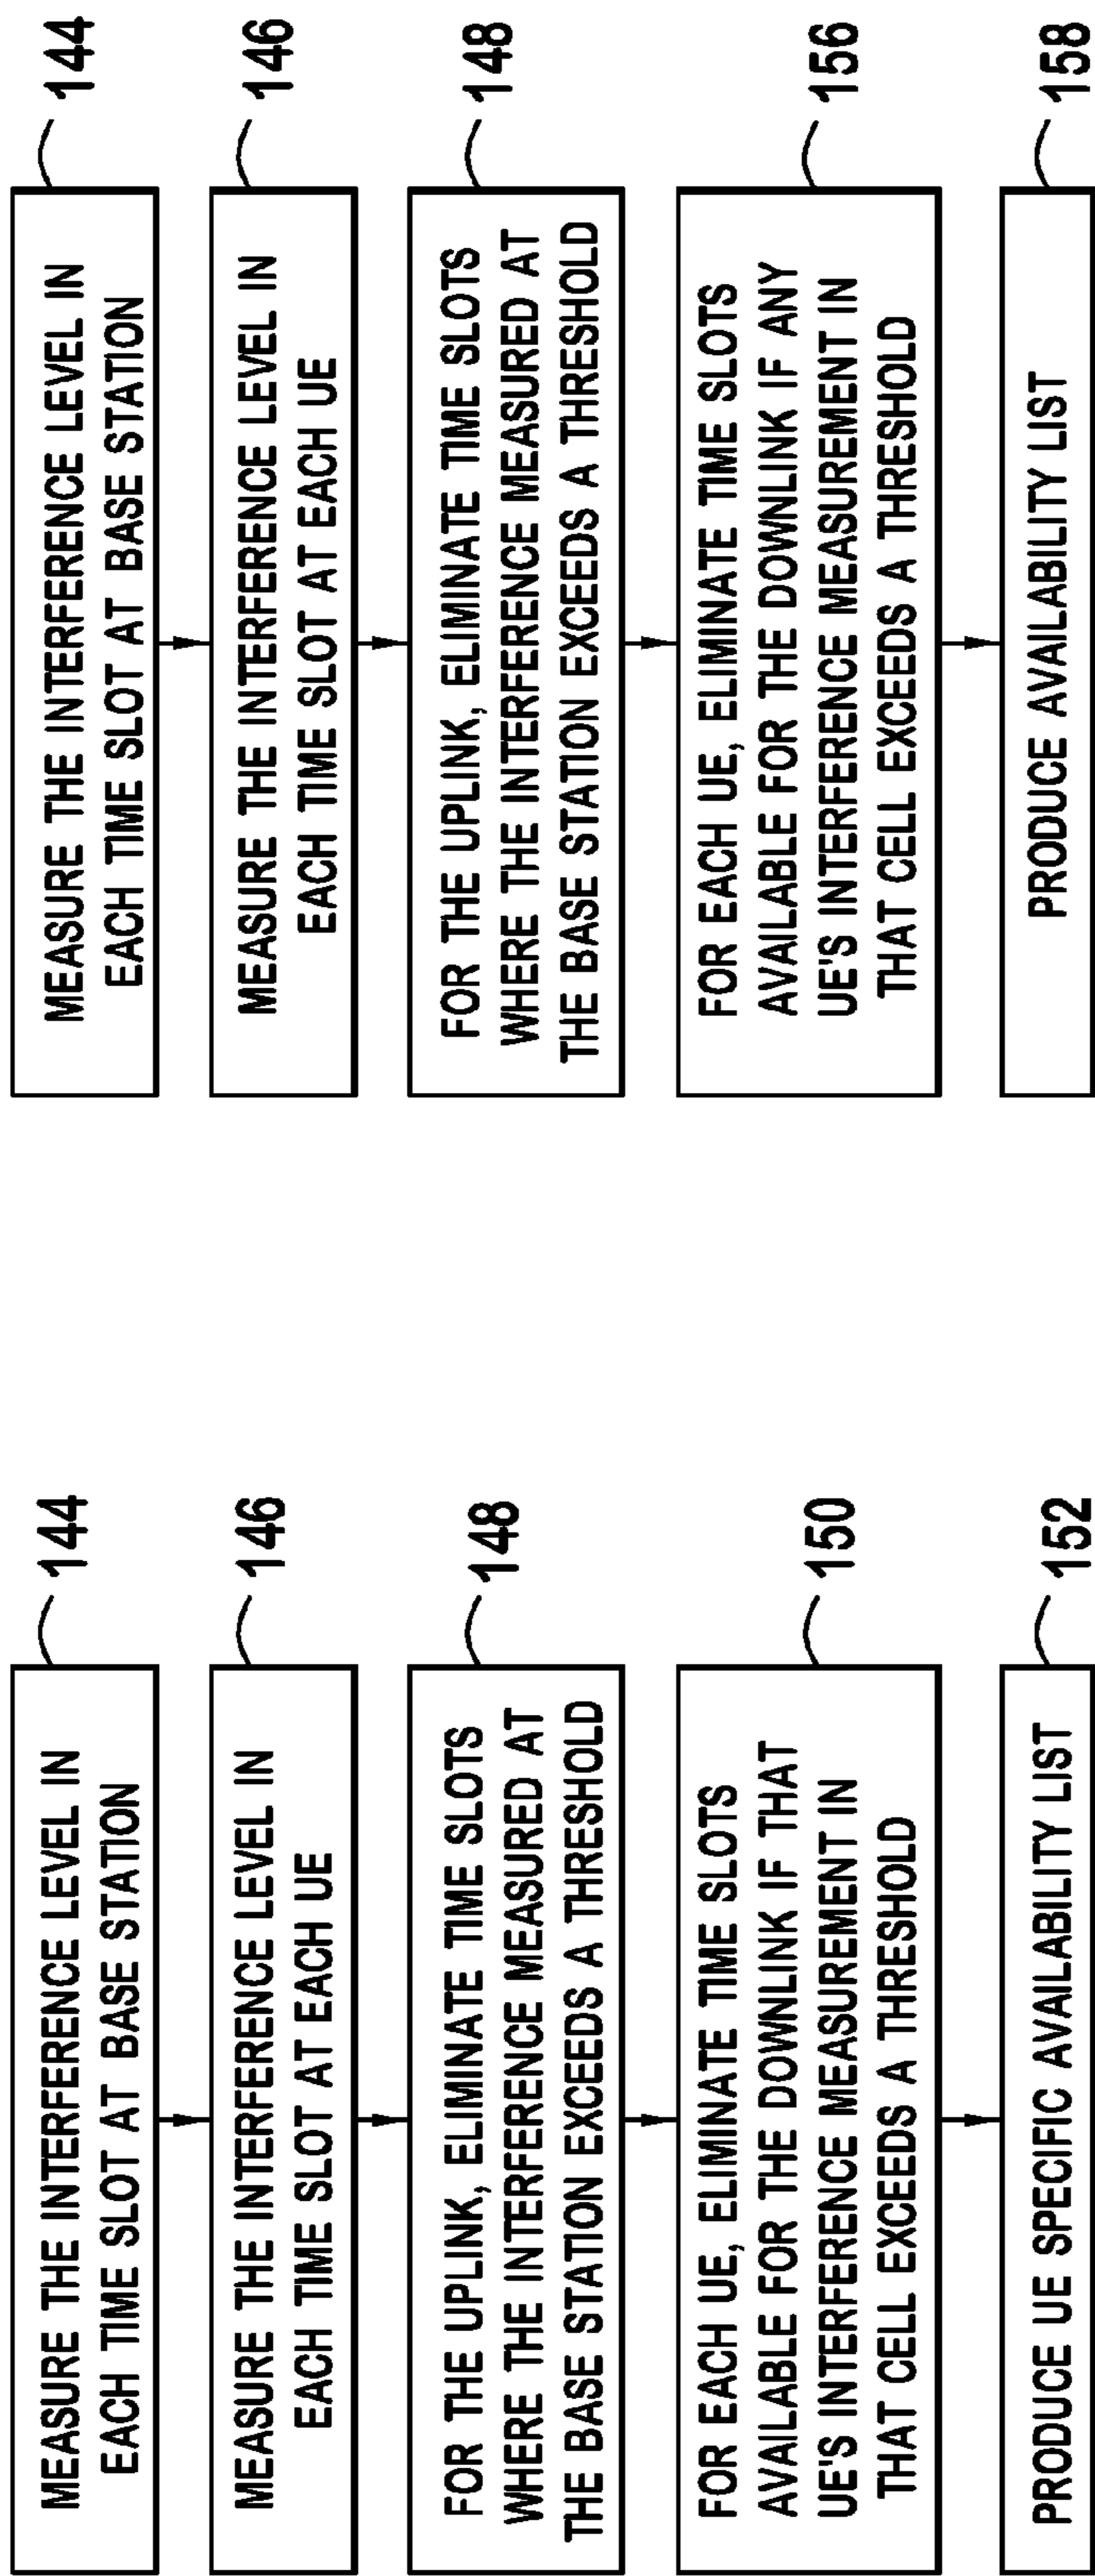 MEASURE THE INTERFERENCE LEVEL IN
EACH TIME SLOT AT BASE STATION
144
MEASURE THE INTERFERENCE LEVEL IN
EACH TIME SLOT AT EACH UE
146
FOR THE UPLINK, ELIMINATE TIME SLOTS
WHERE THE INTERFERENCE MEASURED AT
THE BASE STATION EXCEEDS A THRESHOLD
148
FOR EACH UE, ELIMINATE TIME SLOTS
AVAILABLE FOR THE DOWNLINK IF THAT
UE'S INTERFERENCE MEASUREMENT IN
THAT CELL EXCEEDS A THRESHOLD
150
PRODUCE UE SPECIFIC AVAILABILITY LIST
152
MEASURE THE INTERFERENCE LEVEL IN
EACH TIME SLOT AT BASE STATION
144
MEASURE THE INTERFERENCE LEVEL IN
EACH TIME SLOT AT EACH UE
146
FOR THE UPLINK, ELIMINATE TIME SLOTS
WHERE THE INTERFERENCE MEASURED AT
THE BASE STATION EXCEEDS A THRESHOLD
148
FOR EACH UE, ELIMINATE TIME SLOTS
AVAILABLE FOR THE DOWNLINK IF ANY
UE'S INTERFERENCE MEASUREMENT IN
THAT CELL EXCEEDS A THRESHOLD
156
PRODUCE AVAILABILITY LIST
158